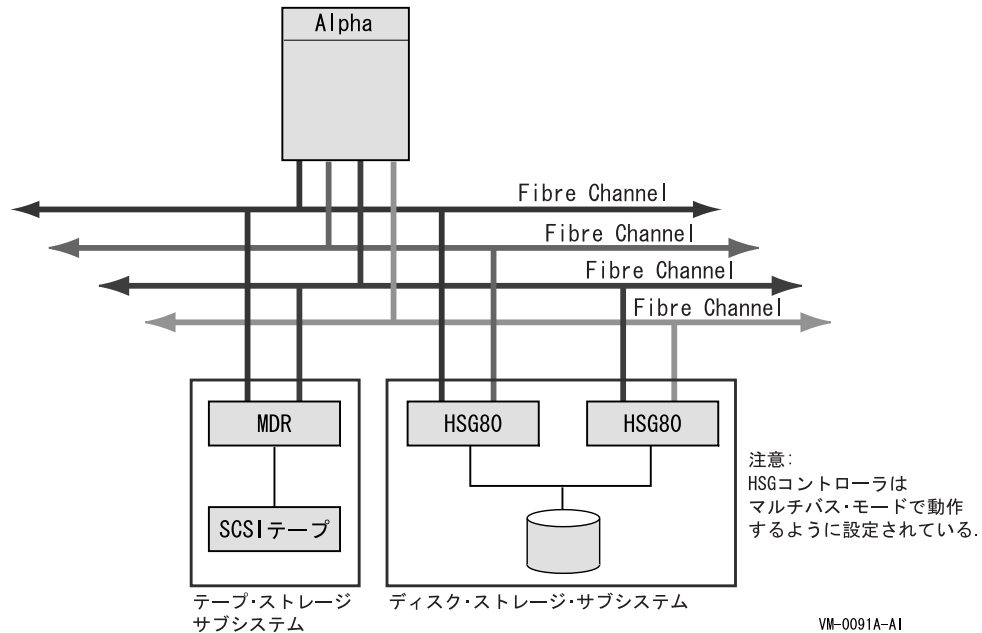 Alpha
Fibre Channel
Fibre Channel
Fibre Channel
Fibre Channel
MDR
HSG80
HSG80
SCSIテープ
注意:
HSGコントローラは
マルチバス・モードで動作
するように設定されている.
テープ・ストレージ
サブシステム
ディスク・ストレージ・サブシステム
VM-0091A-AI